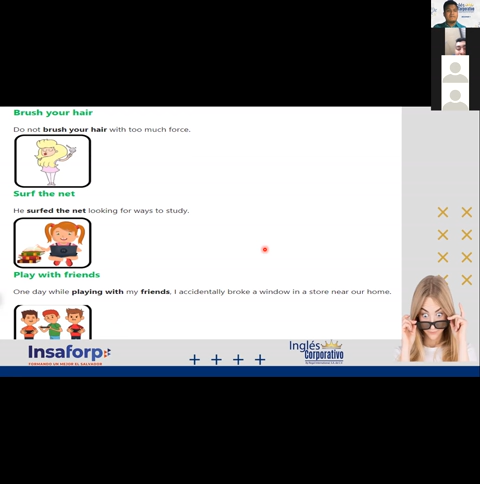 Brush your hair
Do not brush your hair with too much force.
Surf the net
He surfed the net looking for ways to study.
Play with friends
One day while playing with my friends, I accidentally broke a window in a store near our home.
Insaforp
FORMANDO UN MEJOR EL SALVADOR
Inglés
Corporativo